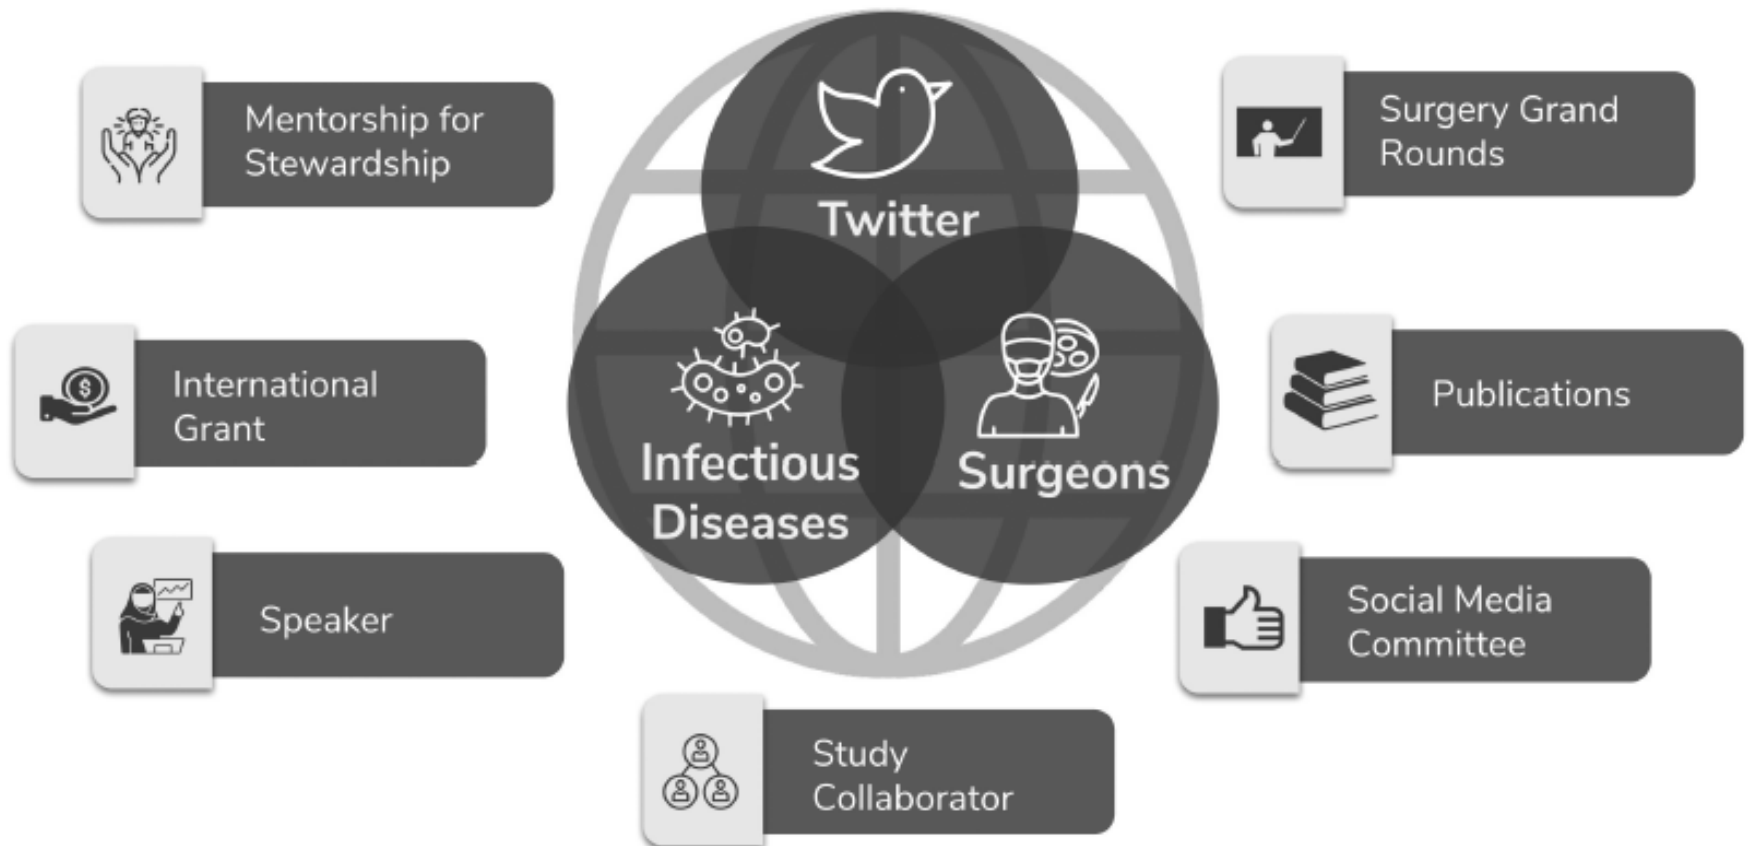 Mentorship for
Stewardship
International
Grant
Speaker
Twitter
Infectious
Diseases
Surgeons
Surgery Grand
Rounds
Publications
Social Media
Committee
Study
Collaborator